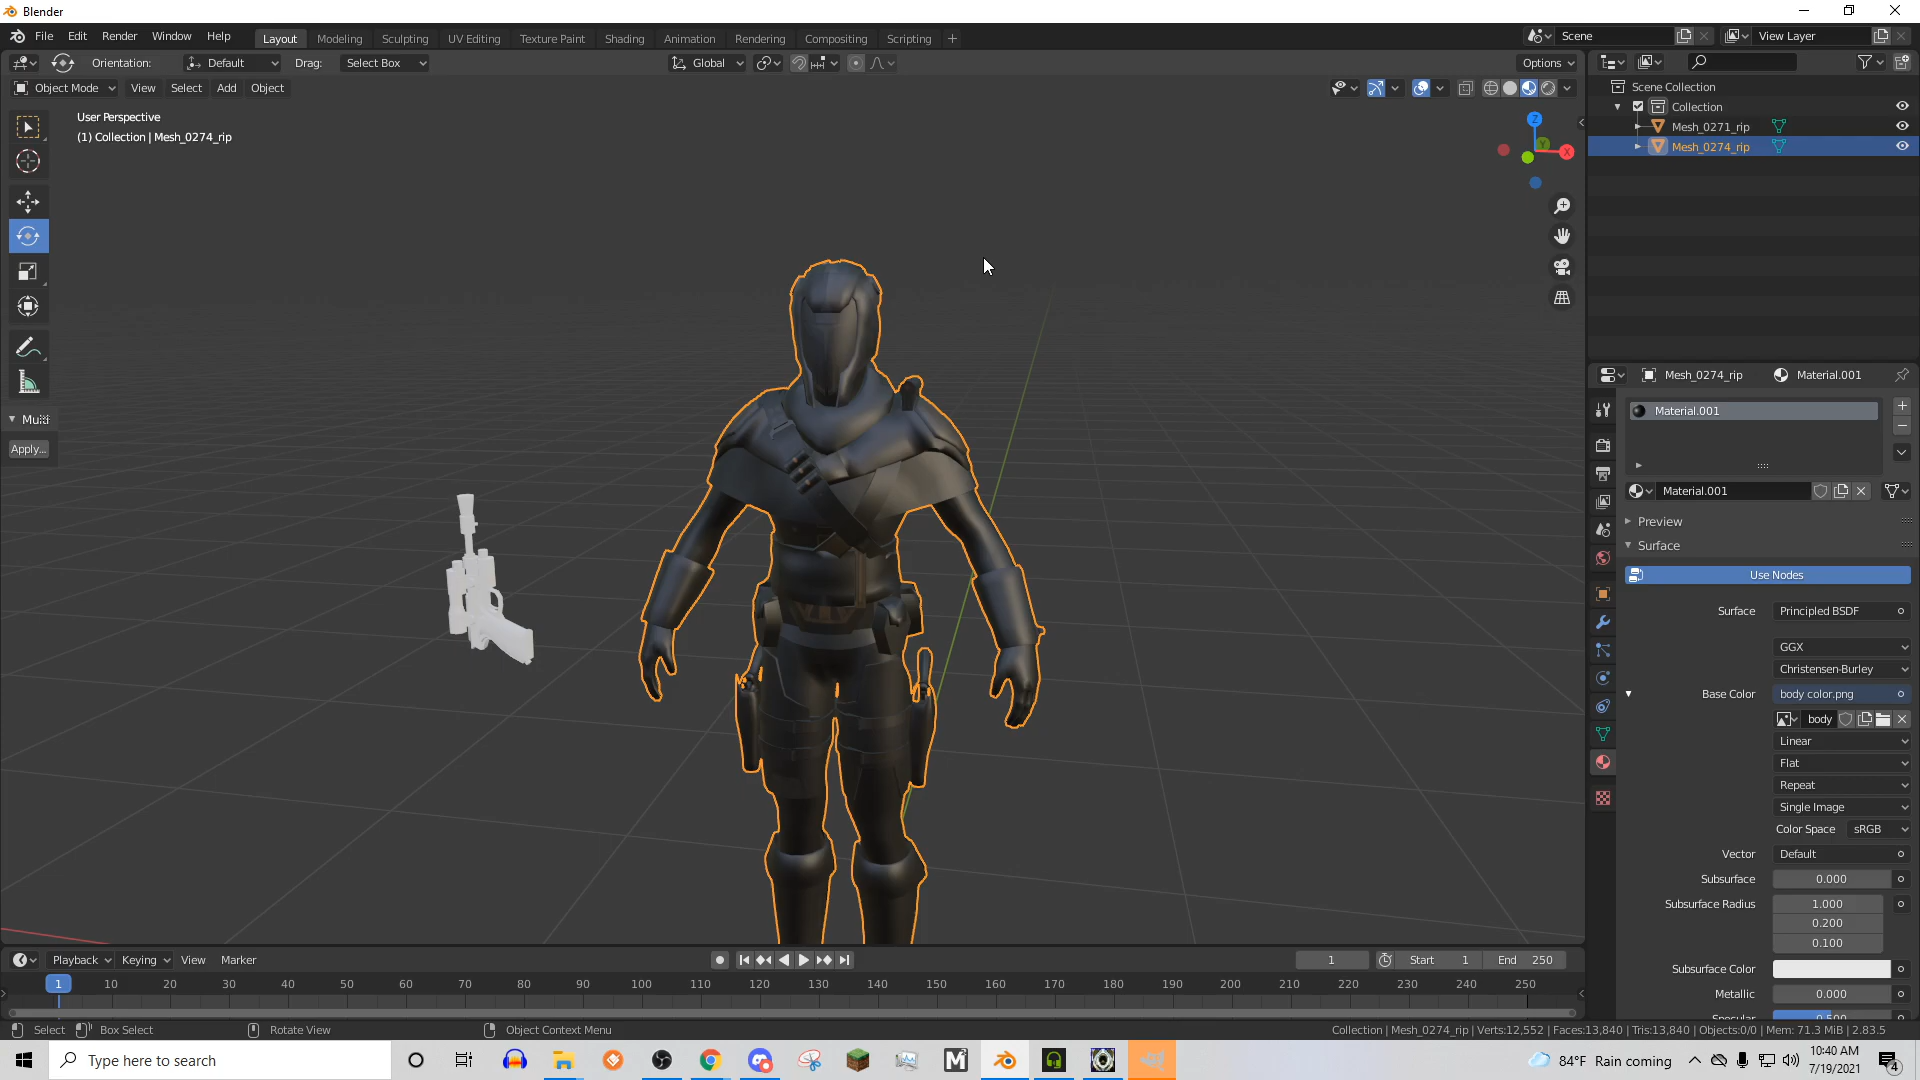 Blender
File Edit Render Window Help Layout Modeling Sculpting UV Editing Texture Paint Shading Animation Rendering Compositing Scripting + Scene View Layer
Orientation: Default Drag: Select Box Global Options
Object Mode View Select Add Object
User Perspective
(1) Collection | Mesh_0274_rip
Scene Collection
Collection
Mesh_0271_rip
Mesh_0274_rip
Z
Y
X
Apply...
Mesh_0274_rip Material.001
Material.001
Material.001
Preview
Surface
Use Nodes
Surface Principled BSDF
GGX
Christensen-Burley
Base Color body color.png
body
Linear
Flat
Repeat
Single Image
Color Space sRGB
Vector Default
Subsurface 0.000
Subsurface Radius 1.000
0.200
0.100
Subsurface Color
Metallic 0.000
Playback Keying View Marker 1 Start 1 End 250
1 10 20 30 40 50 60 70 80 90 100 110 120 130 140 150 160 170 180 190 200 210 220 230 240 250
Select Box Select Rotate View Object Context Menu Collection | Mesh_0274_rip | Verts:12,552 | Faces:13,840 | Tris:13,840 | Objects:0/0 | Mem: 71.3 MiB | 2.83.5
Type here to search
84°F Rain coming
10:40 AM
7/19/2021
4